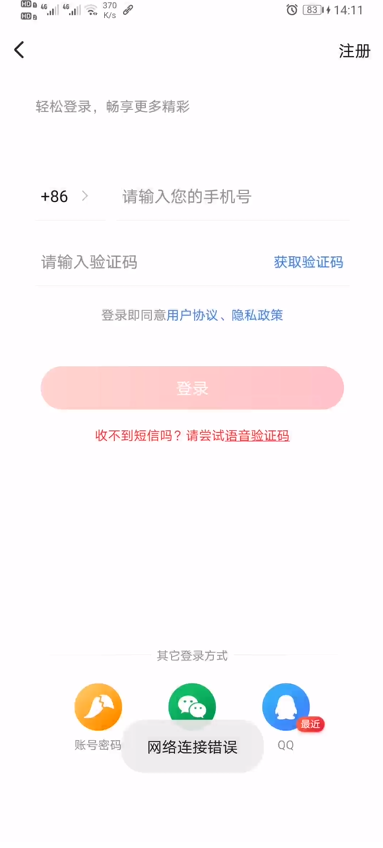 HD 4G 4G 370 K/s 83 14:11
HD
注册
轻松登录，畅享更多精彩
+86 请输入您的手机号
请输入验证码 获取验证码
登录即同意用户协议、隐私政策
登录
收不到短信吗？请尝试语音验证码
其它登录方式
最近
账号密码 QQ
网络连接错误